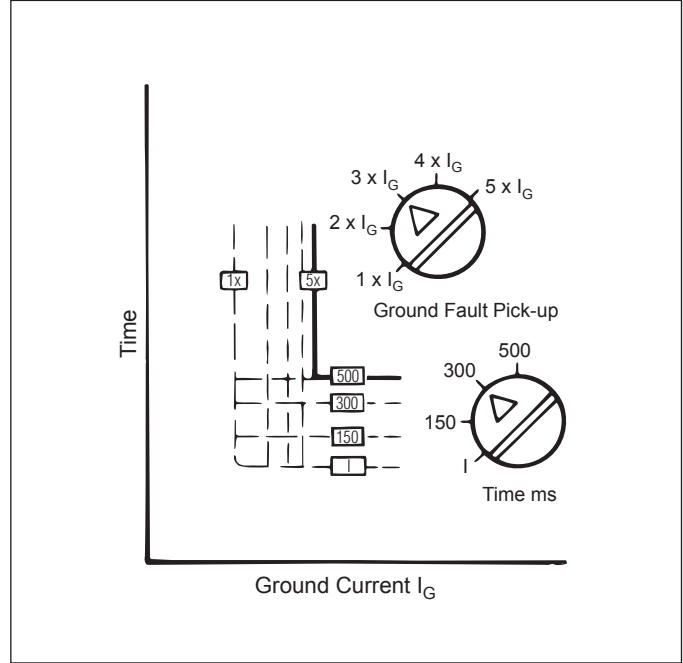 4 x I_G
3 x I_G
5 x I_G
2 x I_G
1 x I_G
Ground Fault Pick-up
1x
5x
Time
500
300
150
I
500
300
150
I
Time ms
Ground Current I_G